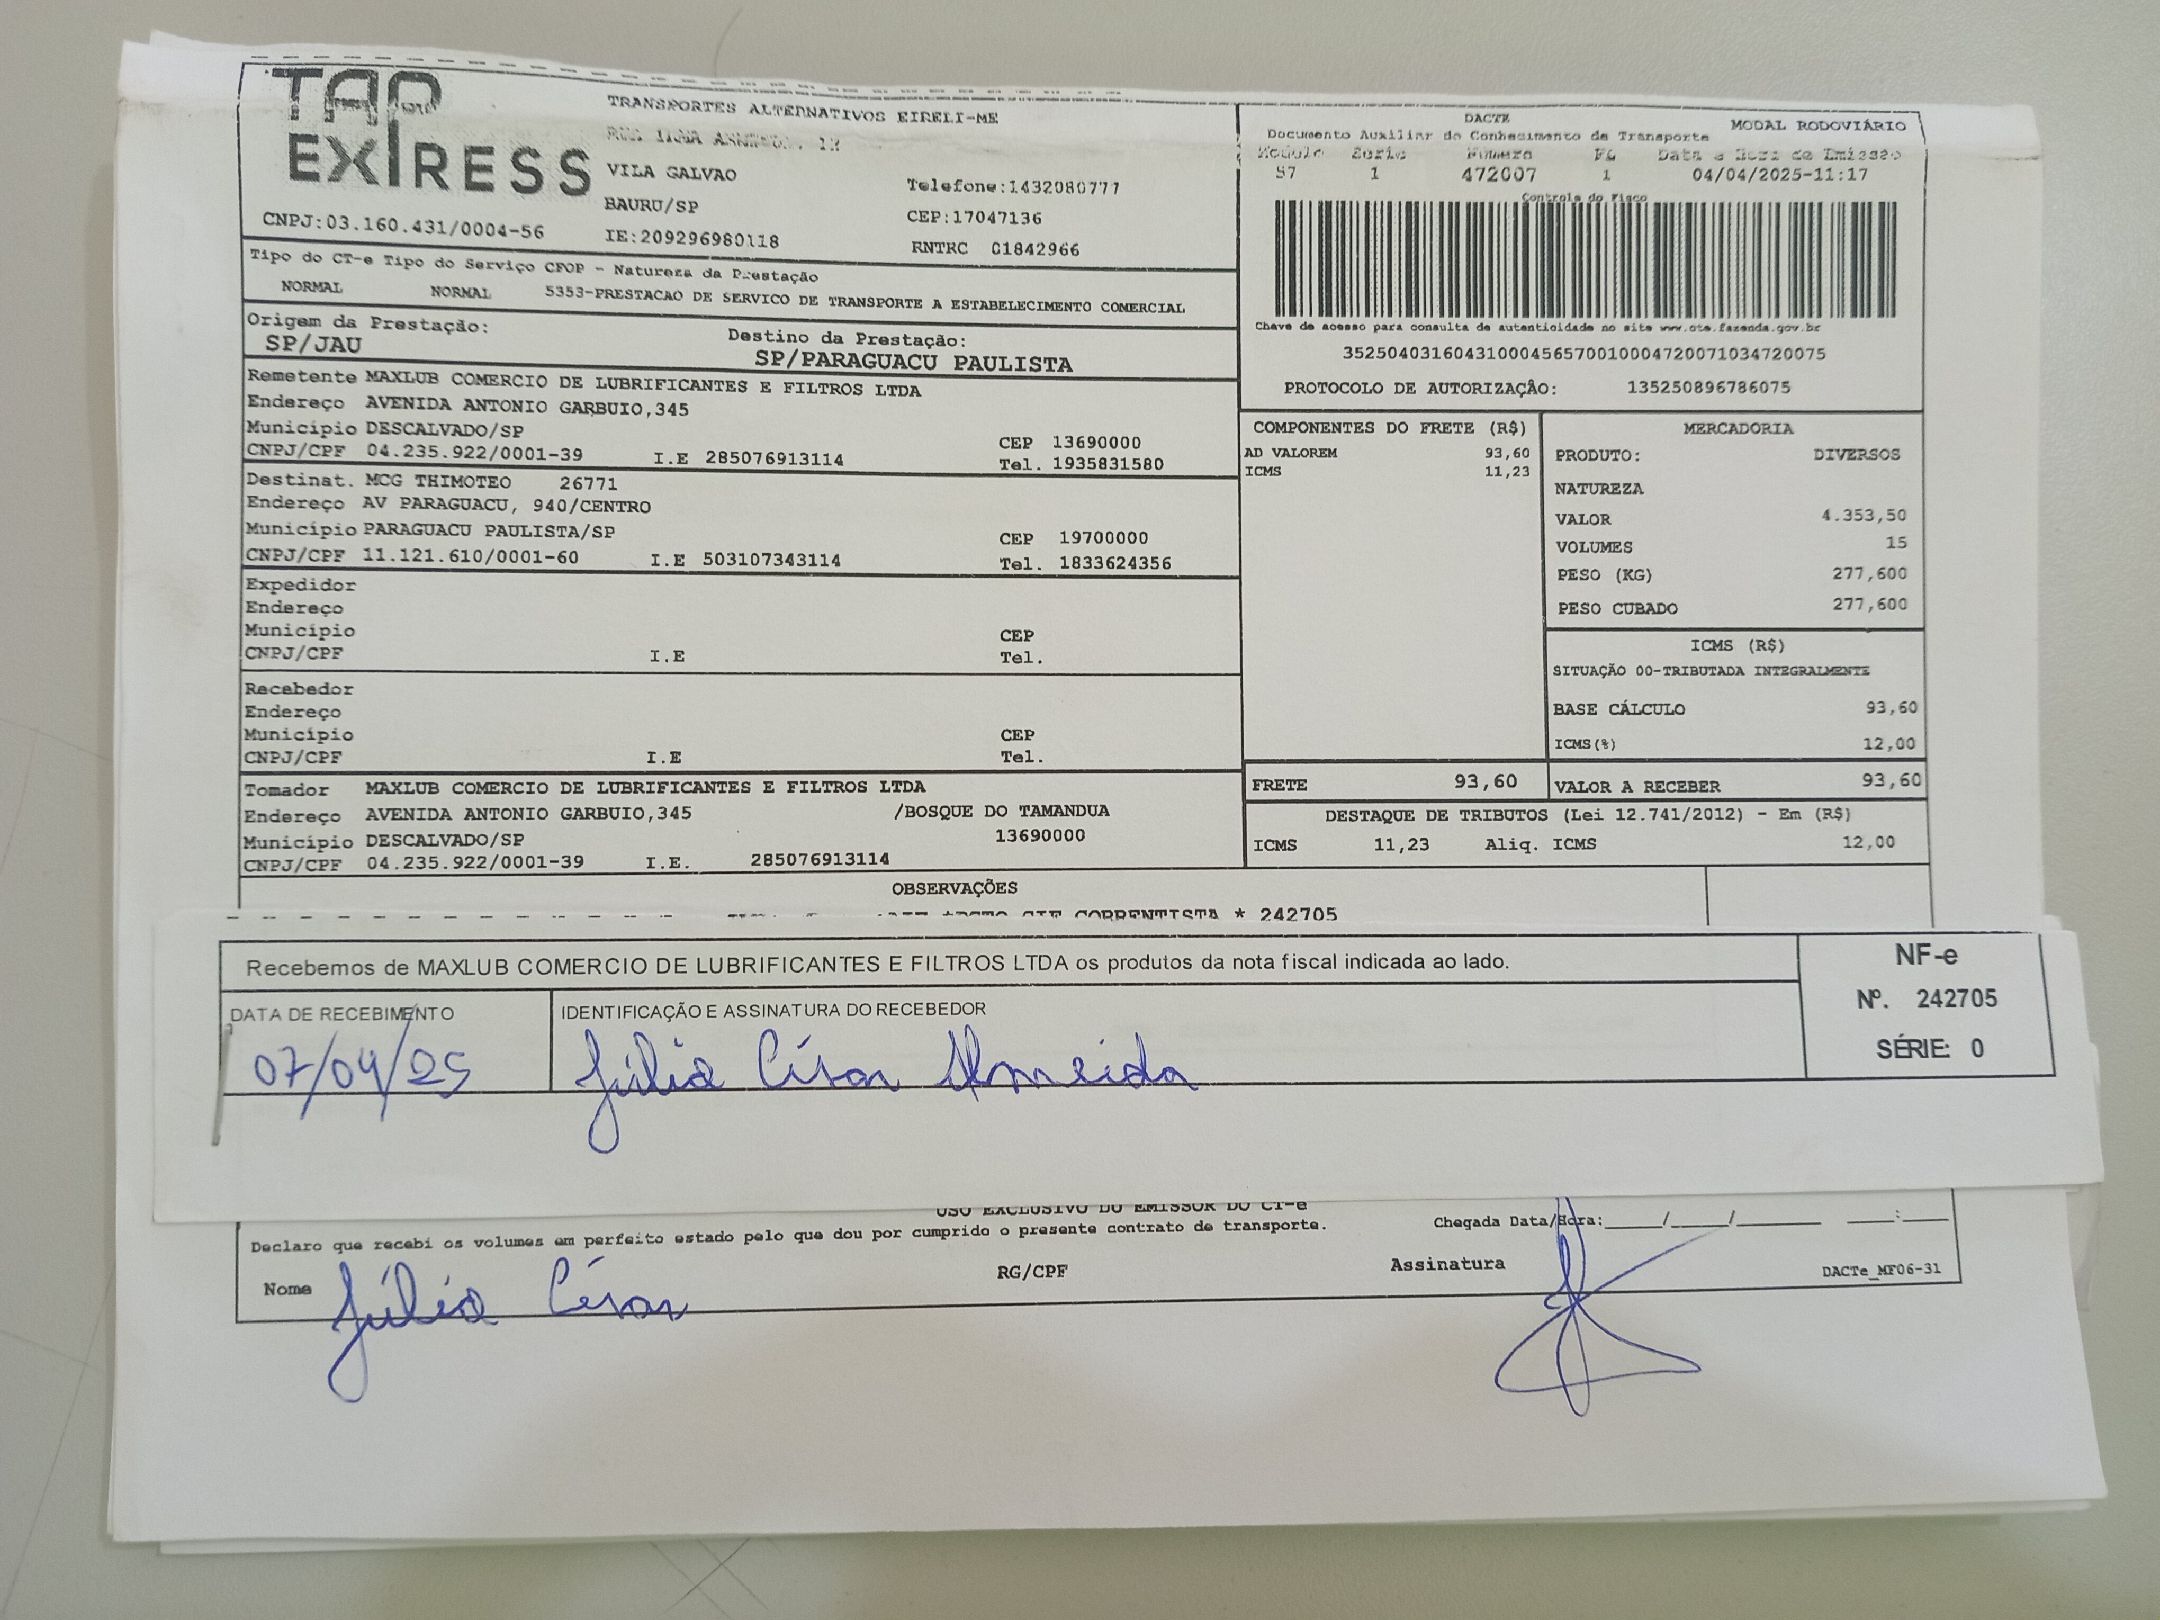 TAP
EXPRESS
CNPJ:03.160.431/0004-56
TRANSPORTES ALTERNATIVOS EIRELI-ME
VILA GALVAO
BAURU/SP
IE:209296980118
Telefone:1432080777
CEP:17047136
RNTRC 01842966
DACTE
Documento Auxiliar do Conhecimento de Transporte
MODAL RODOVIÁRIO
Modelo Serie Número FL Data e Hora de Emissão
57 1 472007 1 04/04/2025-11:17
Controle do Fisco
Chave de acesso para consulta de autenticidade no site www.cte.fazenda.gov.br
35250403160431000456570010004720071034720075
PROTOCOLO DE AUTORIZAÇÃO: 135250896786075
Tipo do CT-e Tipo do Serviço CFOP - Natureza da Prestação
NORMAL NORMAL 5353-PRESTACAO DE SERVICO DE TRANSPORTE A ESTABELECIMENTO COMERCIAL
Origem da Prestação:
SP/JAU
Destino da Prestação:
SP/PARAGUACU PAULISTA
Remetente MAXLUB COMERCIO DE LUBRIFICANTES E FILTROS LTDA
Endereço AVENIDA ANTONIO GARBUIO,345
Município DESCALVADO/SP CEP 13690000
CNPJ/CPF 04.235.922/0001-39 I.E 285076913114 Tel. 1935831580
Destinat. MCG THIMOTEO 26771
Endereço AV PARAGUACU, 940/CENTRO
Município PARAGUACU PAULISTA/SP CEP 19700000
CNPJ/CPF 11.121.610/0001-60 I.E 503107343114 Tel. 1833624356
Expedidor
Endereço
Município CEP
CNPJ/CPF I.E Tel.
Recebedor
Endereço
Município CEP
CNPJ/CPF I.E Tel.
Tomador MAXLUB COMERCIO DE LUBRIFICANTES E FILTROS LTDA
Endereço AVENIDA ANTONIO GARBUIO,345 /BOSQUE DO TAMANDUA
Município DESCALVADO/SP 13690000
CNPJ/CPF 04.235.922/0001-39 I.E. 285076913114
COMPONENTES DO FRETE (R$)
AD VALOREM 93,60
ICMS 11,23
FRETE 93,60
MERCADORIA
PRODUTO: DIVERSOS
NATUREZA
VALOR 4.353,50
VOLUMES 15
PESO (KG) 277,600
PESO CUBADO 277,600
ICMS (R$)
SITUAÇÃO 00-TRIBUTADA INTEGRALMENTE
BASE CÁLCULO 93,60
ICMS(%) 12,00
VALOR A RECEBER 93,60
DESTAQUE DE TRIBUTOS (Lei 12.741/2012) - Em (R$)
ICMS 11,23 Aliq. ICMS 12,00
OBSERVAÇÕES
CIF CORRENTISTA * 242705
Recebemos de MAXLUB COMERCIO DE LUBRIFICANTES E FILTROS LTDA os produtos da nota fiscal indicada ao lado.
DATA DE RECEBIMENTO
07/04/25
IDENTIFICAÇÃO E ASSINATURA DO RECEBEDOR
Júlio César Almeida
NF-e
Nº. 242705
SÉRIE: 0
USO EXCLUSIVO DO EMISSOR DO CT-e
Declaro que recebi os volumes em perfeito estado pelo que dou por cumprido o presente contrato de transporte.
Chegada Data/Hora:____/____/________ ____:____
Nome Júlio César
RG/CPF
Assinatura
DACTe_MF06-31